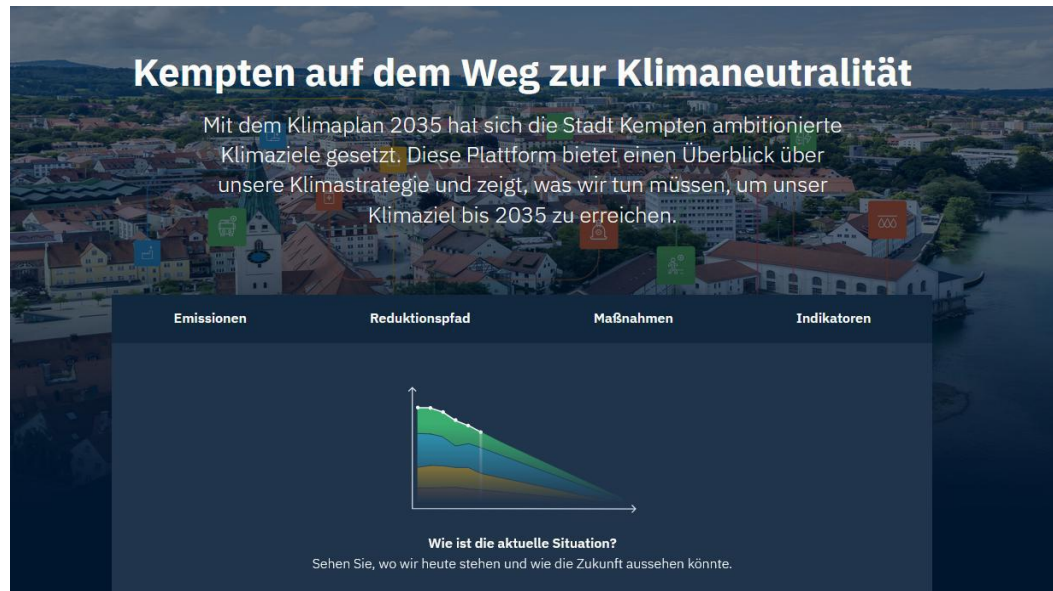 Kempten auf dem Weg zur Klimaneutralität
Mit dem Klimaplan 2035 hat sich die Stadt Kempten ambitionierte
Klimaziele gesetzt. Diese Plattform bietet einen Überblick über
unsere Klimastrategie und zeigt, was wir tun müssen, um unser
Klimaziel bis 2035 zu erreichen.
Emissionen Reduktionspfad Maßnahmen Indikatoren
Wie ist die aktuelle Situation?
Sehen Sie, wo wir heute stehen und wie die Zukunft aussehen könnte.